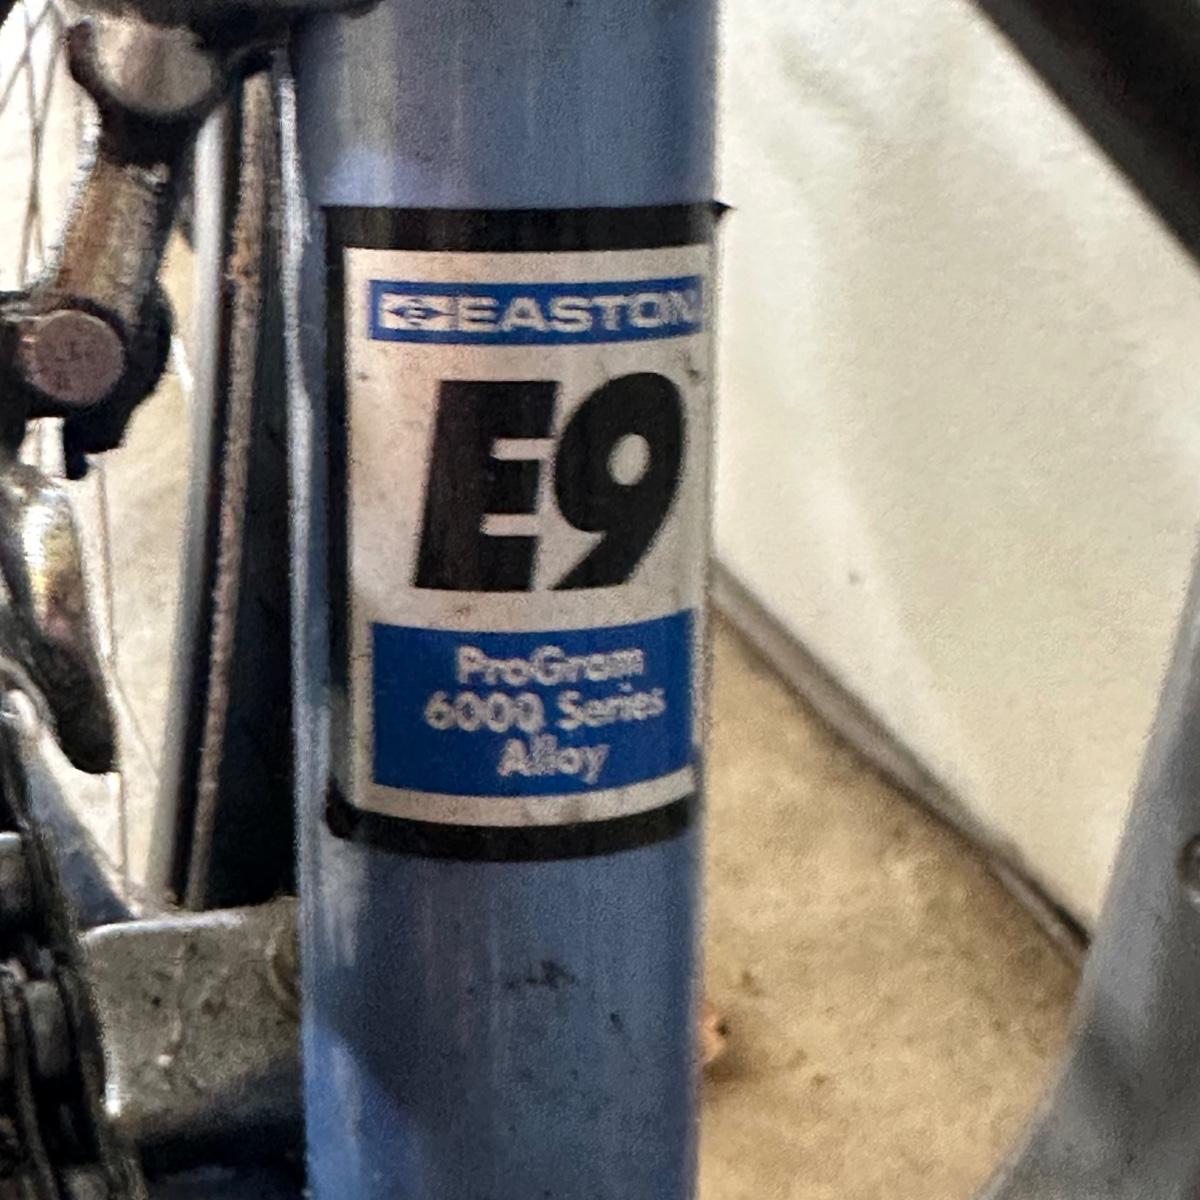 EASTON
E9
ProGram
6000 Series
Alloy